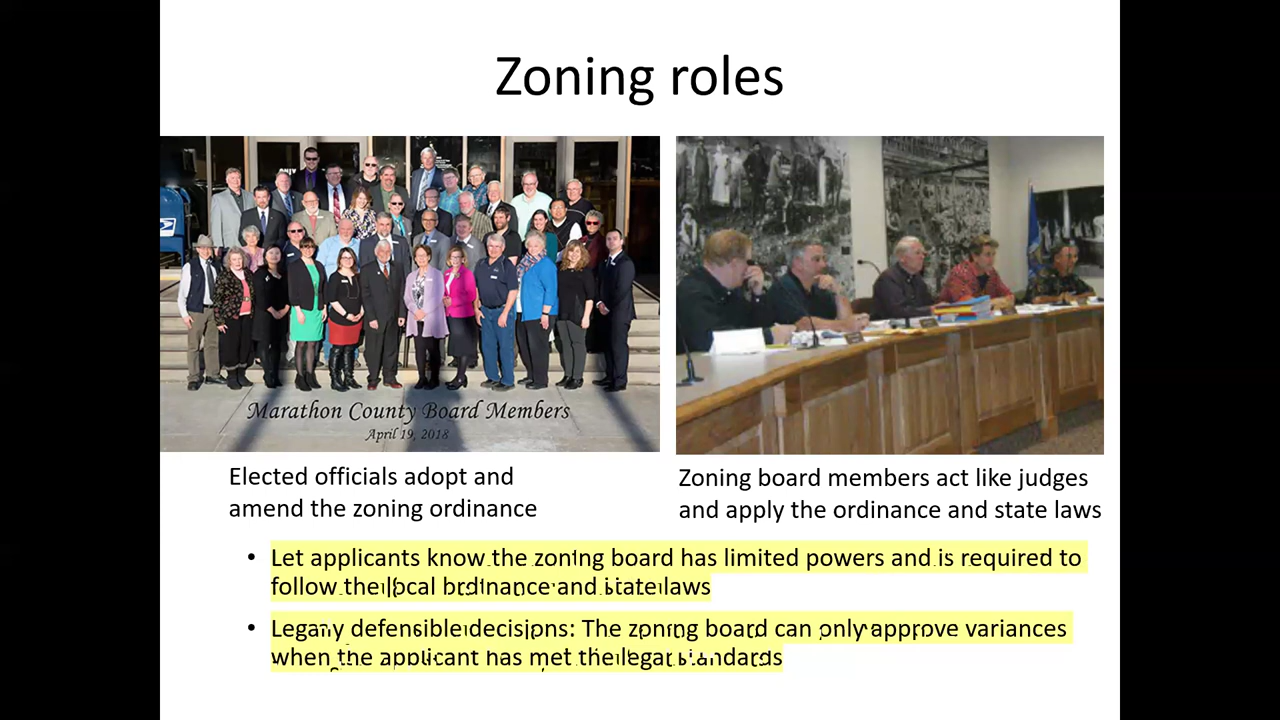 Zoning roles
Marathon County Board Members
April 19, 2018
Elected officials adopt and
amend the zoning ordinance
Zoning board members act like judges
and apply the ordinance and state laws
• Let applicants know the zoning board has limited powers and is required to
follow the local ordinance and state laws
• Legally defensible decisions: The zoning board can only approve variances
when the applicant has met the legal standards